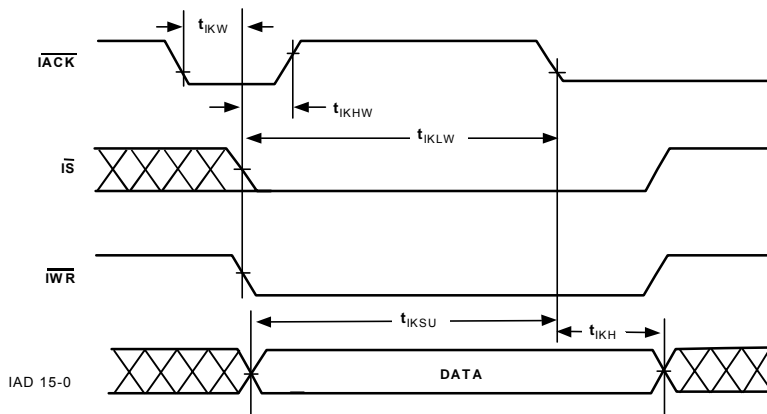 tIKW
IACK
tIKHW
tIKLW
IS
IWR
tIKSU
tIKH
IAD 15-0
DATA